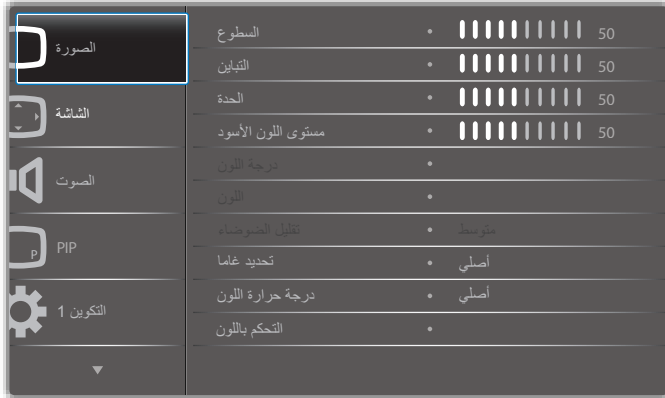 الصورة
الشاشة
الصوت
PIP
P
التكوين 1
السطوع • 50
التباين • 50
الحدة • 50
مستوى اللون الأسود • 50
درجة اللون •
اللون •
تقليل الضوضاء • متوسط
تحديد غاما • أصلي
درجة حرارة اللون • أصلي
التحكم باللون •